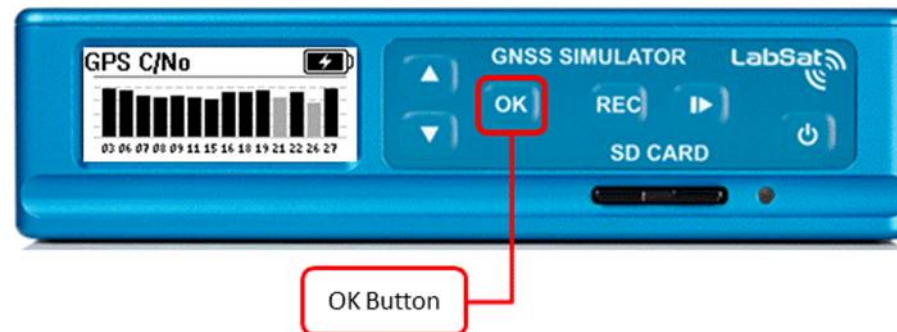 GPS C/No
03 06 07 08 09 11 15 16 18 19 21 22 26 27
GNSS SIMULATOR
LabSat
OK
REC
SD CARD
OK Button